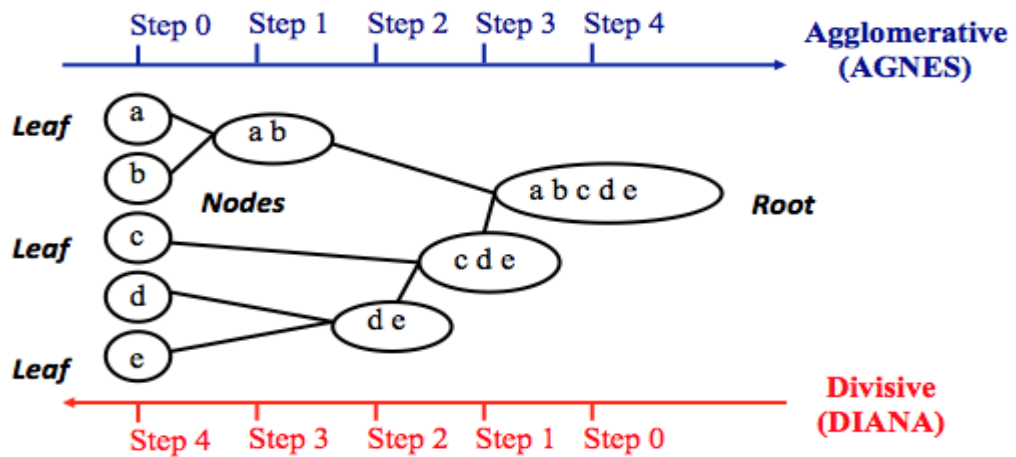 Step 0 Step 1 Step 2 Step 3 Step 4
Agglomerative
(AGNES)
Leaf
a
a b
b
a b c d e
Nodes
Root
Leaf
c
c d e
d
d e
e
Leaf
Divisive
(DIANA)
Step 4 Step 3 Step 2 Step 1 Step 0